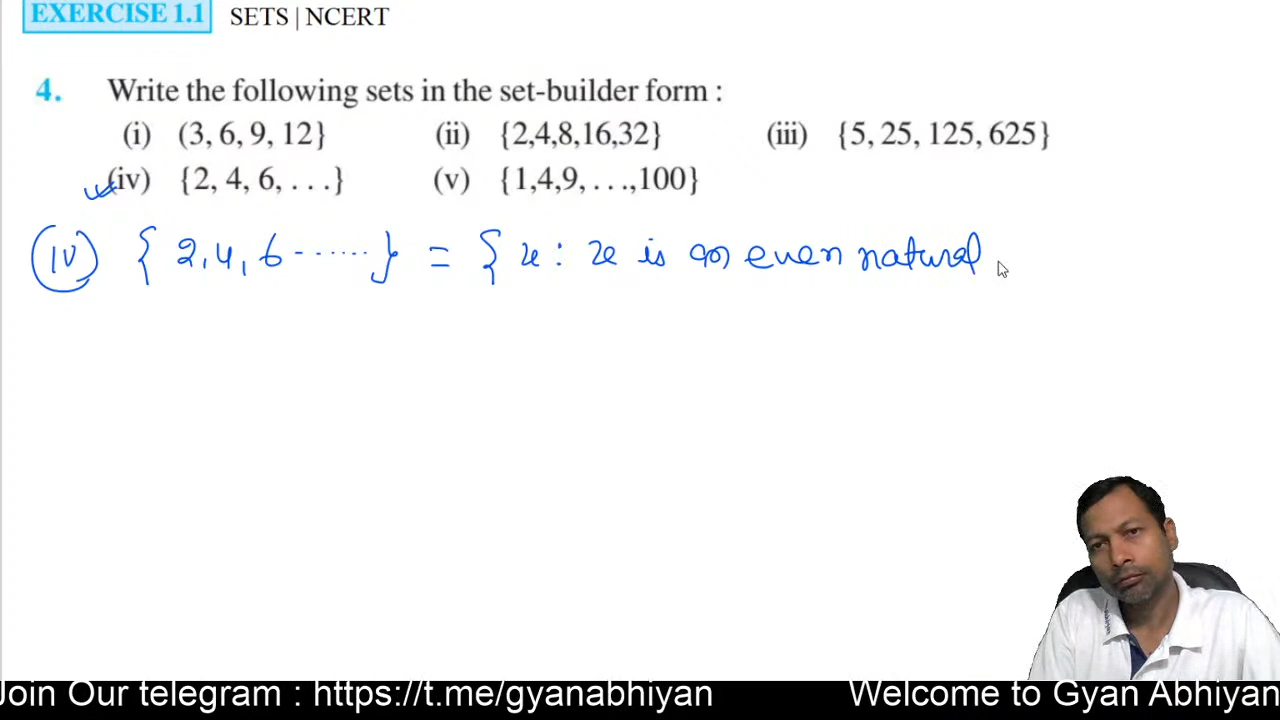 EXERCISE 1.1 SETS | NCERT
4. Write the following sets in the set-builder form :
(i) (3, 6, 9, 12} (ii) {2,4,8,16,32} (iii) {5, 25, 125, 625}
(iv) {2, 4, 6, . . .} (v) {1,4,9, . . .,100}
(iv) { 2, 4, 6 ...... } = { x : x is an even natural
Join Our telegram : https://t.me/gyanabhiyan Welcome to Gyan Abhiyan